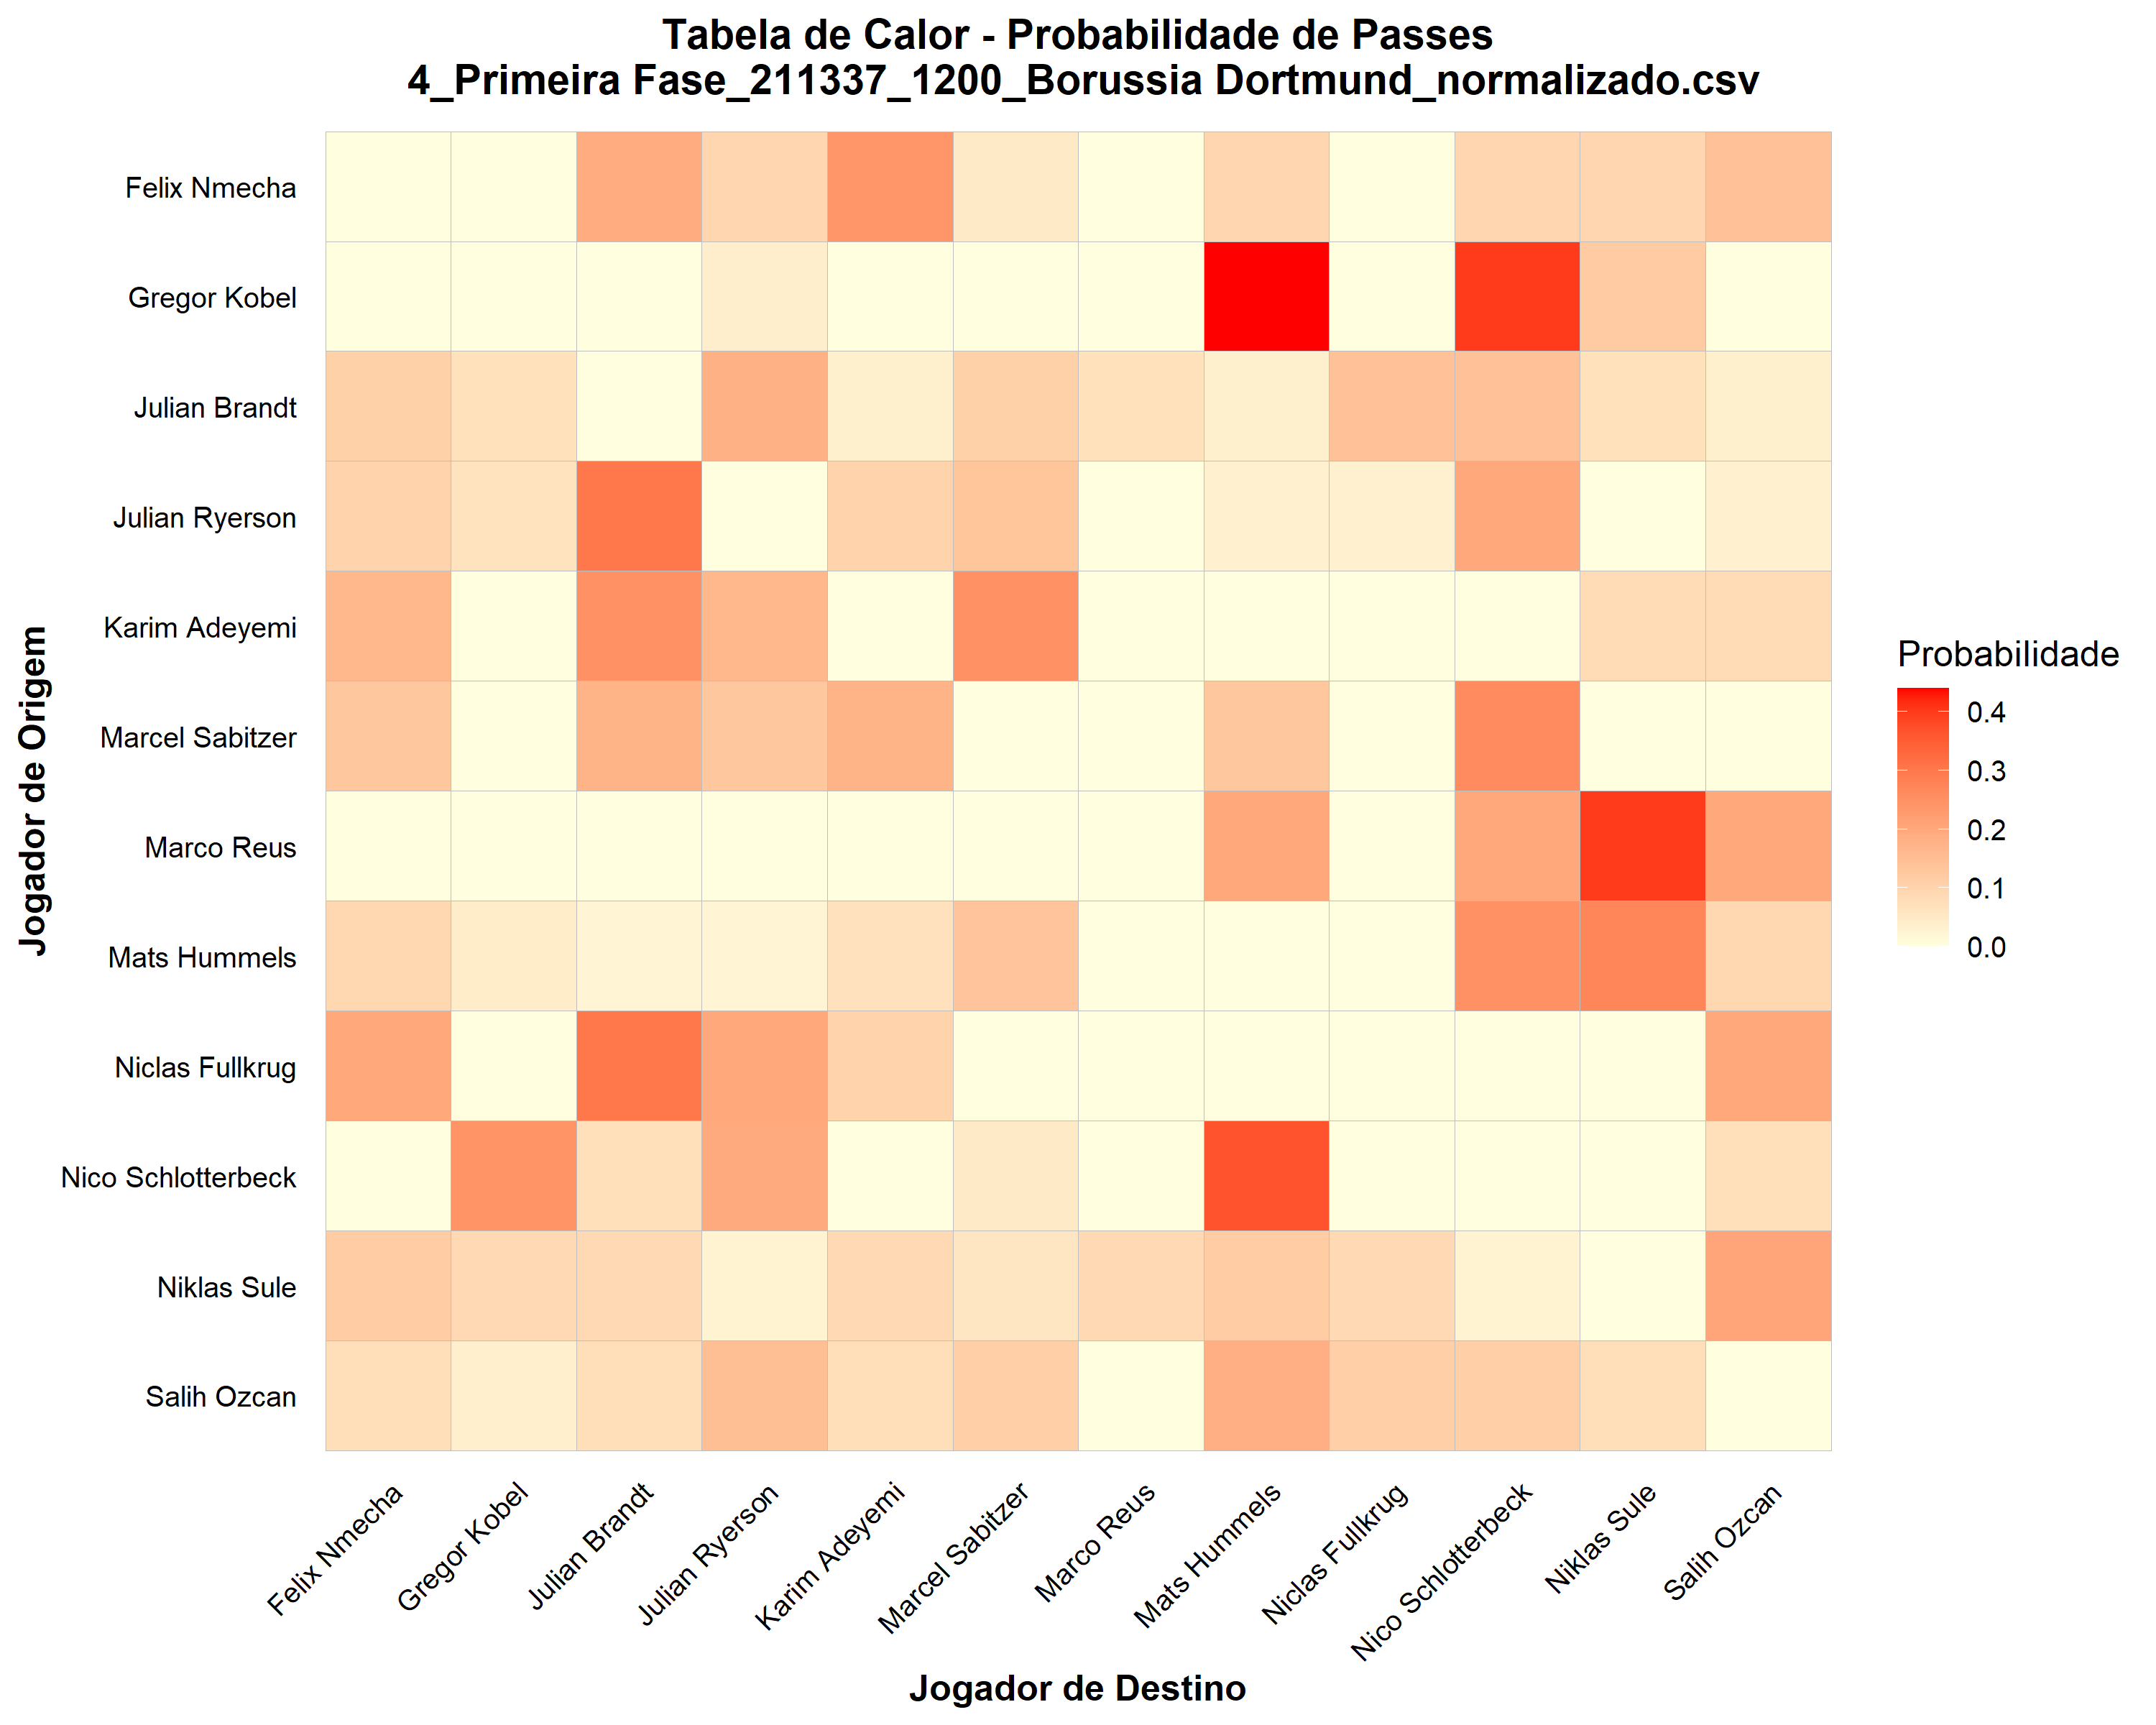 Tabela de Calor - Probabilidade de Passes
4_Primeira Fase_211337_1200_Borussia Dortmund_normalizado.csv
Jogador de Origem
Felix Nmecha
Gregor Kobel
Julian Brandt
Julian Ryerson
Karim Adeyemi
Marcel Sabitzer
Marco Reus
Mats Hummels
Niclas Fullkrug
Nico Schlotterbeck
Niklas Sule
Salih Ozcan
Felix Nmecha
Gregor Kobel
Julian Brandt
Julian Ryerson
Karim Adeyemi
Marcel Sabitzer
Marco Reus
Mats Hummels
Niclas Fullkrug
Nico Schlotterbeck
Niklas Sule
Salih Ozcan
Jogador de Destino
Probabilidade
0.4
0.3
0.2
0.1
0.0